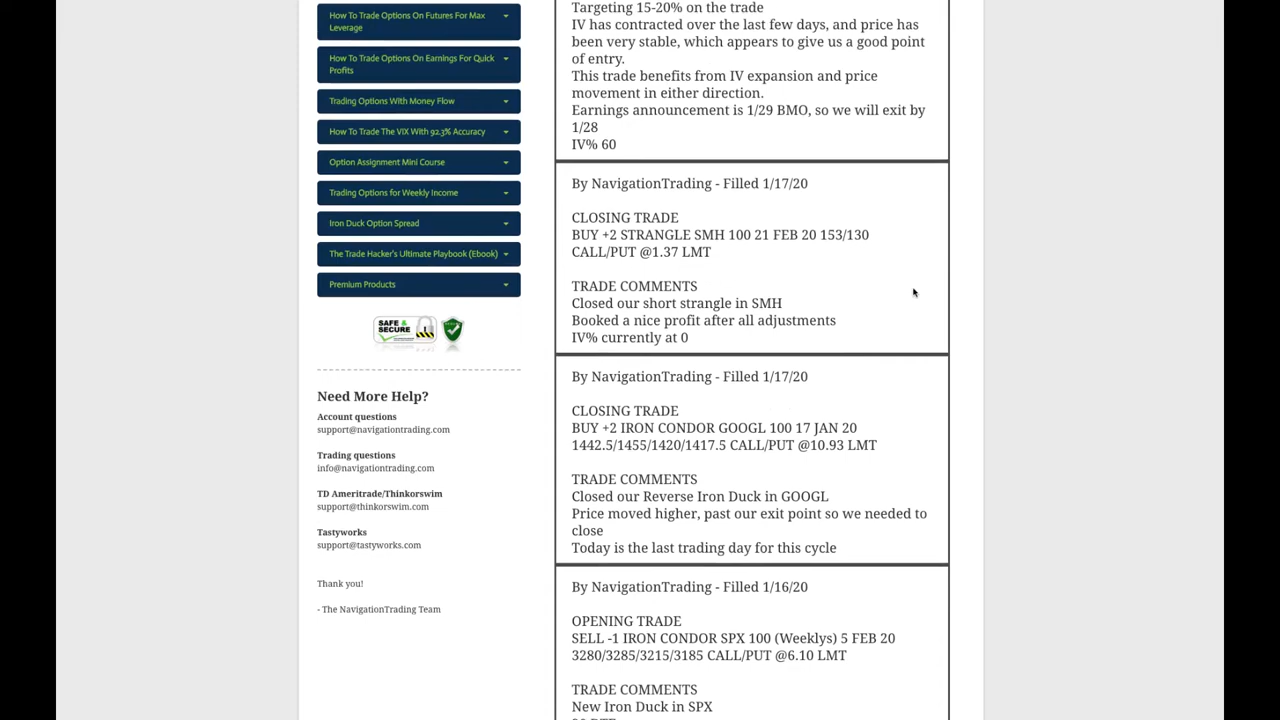 How To Trade Options On Futures For Max
Leverage
How To Trade Options On Earnings For Quick
Profits
Trading Options With Money Flow
How To Trade The VIX With 92.3% Accuracy
Option Assignment Mini Course
Trading Options for Weekly Income
Iron Duck Option Spread
The Trade Hacker's Ultimate Playbook (Ebook)
Premium Products
SAFE &
SECURE
Need More Help?
Account questions
support@navigationtrading.com
Trading questions
info@navigationtrading.com
TD Ameritrade/Thinkorswim
support@thinkorswim.com
Tastyworks
support@tastyworks.com
Thank you!
- The NavigationTrading Team
Targeting 15-20% on the trade
IV has contracted over the last few days, and price has
been very stable, which appears to give us a good point
of entry.
This trade benefits from IV expansion and price
movement in either direction.
Earnings announcement is 1/29 BMO, so we will exit by
1/28
IV% 60
By NavigationTrading - Filled 1/17/20
CLOSING TRADE
BUY +2 STRANGLE SMH 100 21 FEB 20 153/130
CALL/PUT @1.37 LMT
TRADE COMMENTS
Closed our short strangle in SMH
Booked a nice profit after all adjustments
IV% currently at 0
By NavigationTrading - Filled 1/17/20
CLOSING TRADE
BUY +2 IRON CONDOR GOOGL 100 17 JAN 20
1442.5/1455/1420/1417.5 CALL/PUT @10.93 LMT
TRADE COMMENTS
Closed our Reverse Iron Duck in GOOGL
Price moved higher, past our exit point so we needed to
close
Today is the last trading day for this cycle
By NavigationTrading - Filled 1/16/20
OPENING TRADE
SELL -1 IRON CONDOR SPX 100 (Weeklys) 5 FEB 20
3280/3285/3215/3185 CALL/PUT @6.10 LMT
TRADE COMMENTS
New Iron Duck in SPX